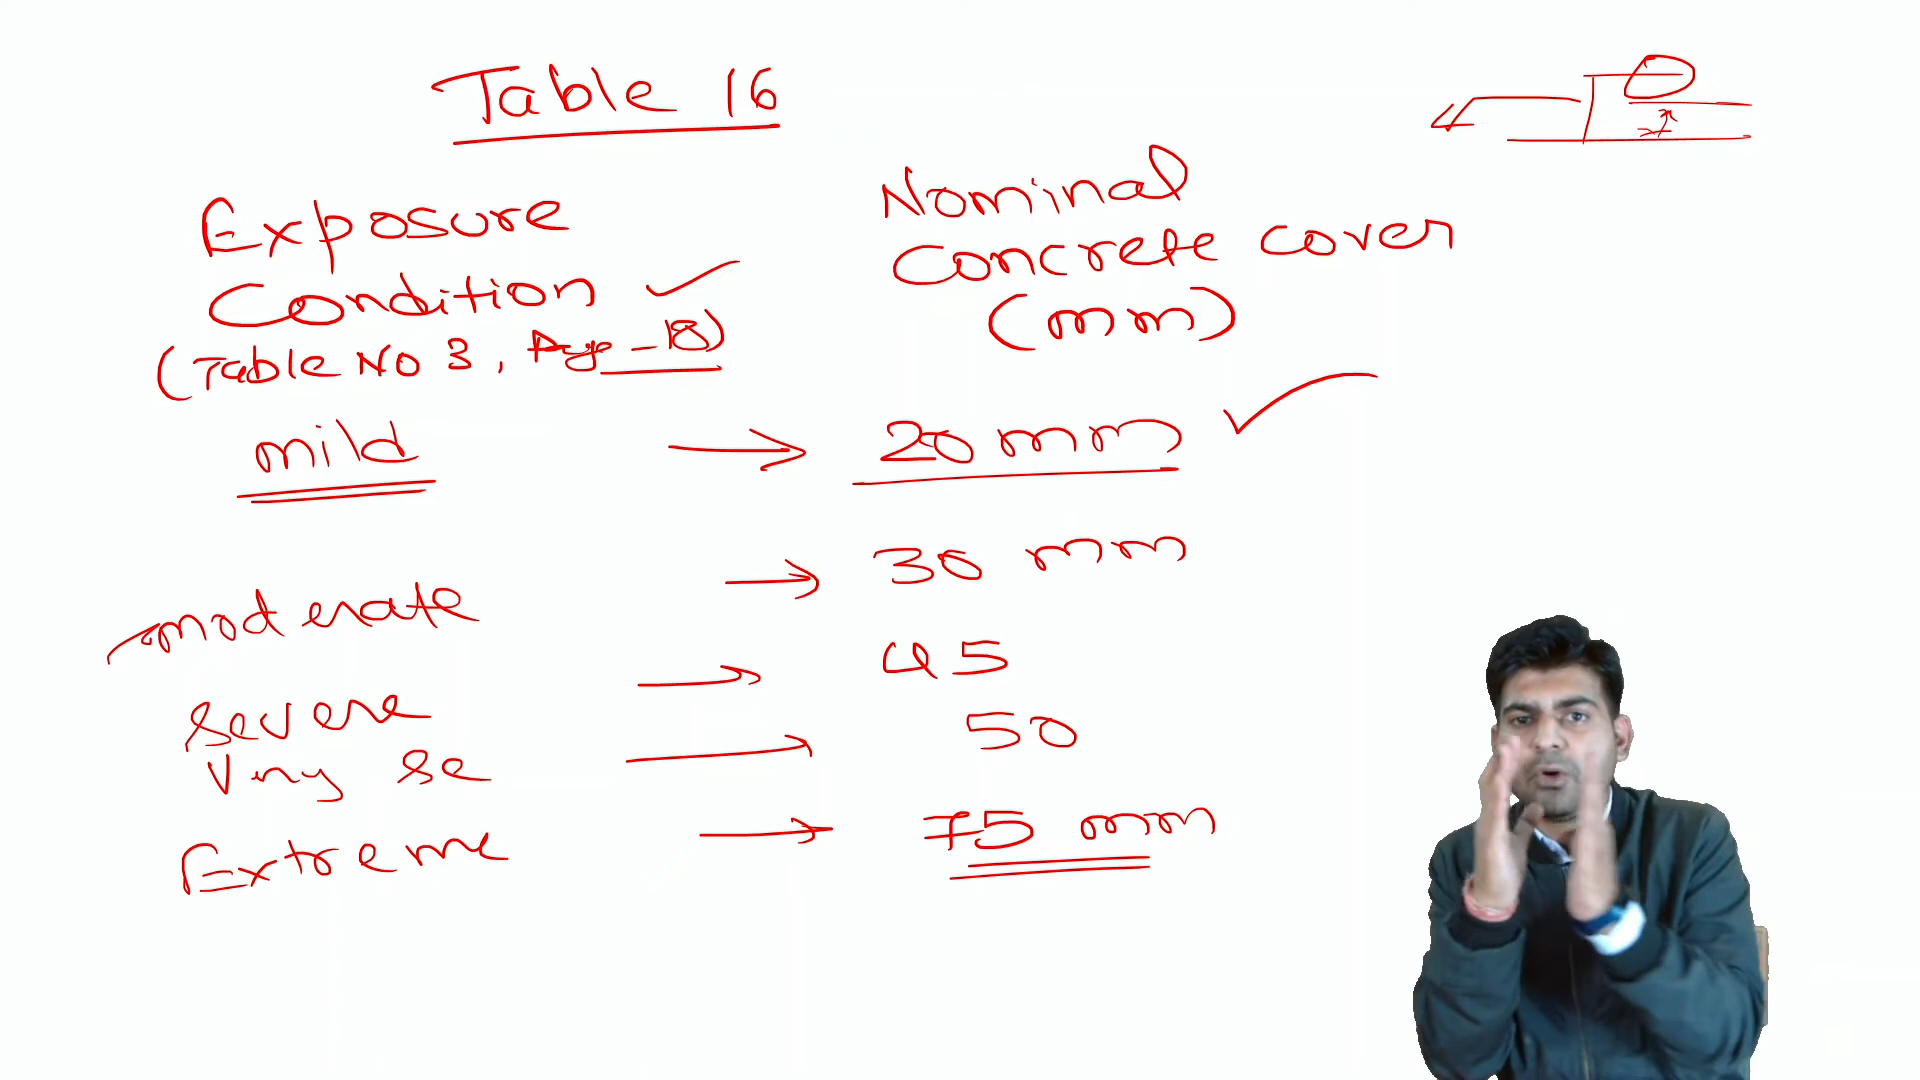 Table 16
Exposure
Condition
(Table No 3, Page - 18)
Nominal
Concrete cover
(mm)
mild → 20 mm
moderate → 30 mm
severe → 45
Very se → 50
Extreme → 75 mm